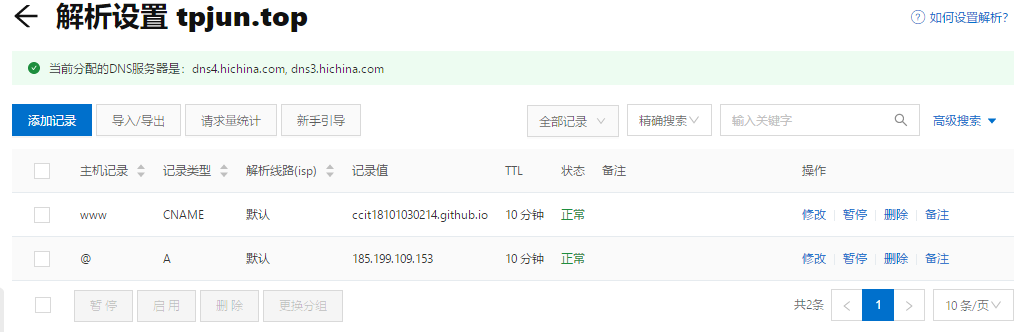 解析设置 tpjun.top
如何设置解析?
当前分配的DNS服务器是：dns4.hichina.com, dns3.hichina.com
添加记录 导入/导出 请求量统计 新手引导 全部记录 精确搜索 输入关键字 高级搜索
主机记录 记录类型 解析线路(isp) 记录值 TTL 状态 备注 操作
www CNAME 默认 ccit18101030214.github.io 10 分钟 正常 修改 暂停 删除 备注
@ A 默认 185.199.109.153 10 分钟 正常 修改 暂停 删除 备注
暂停 启用 删除 更换分组 共2条 1 10 条/页